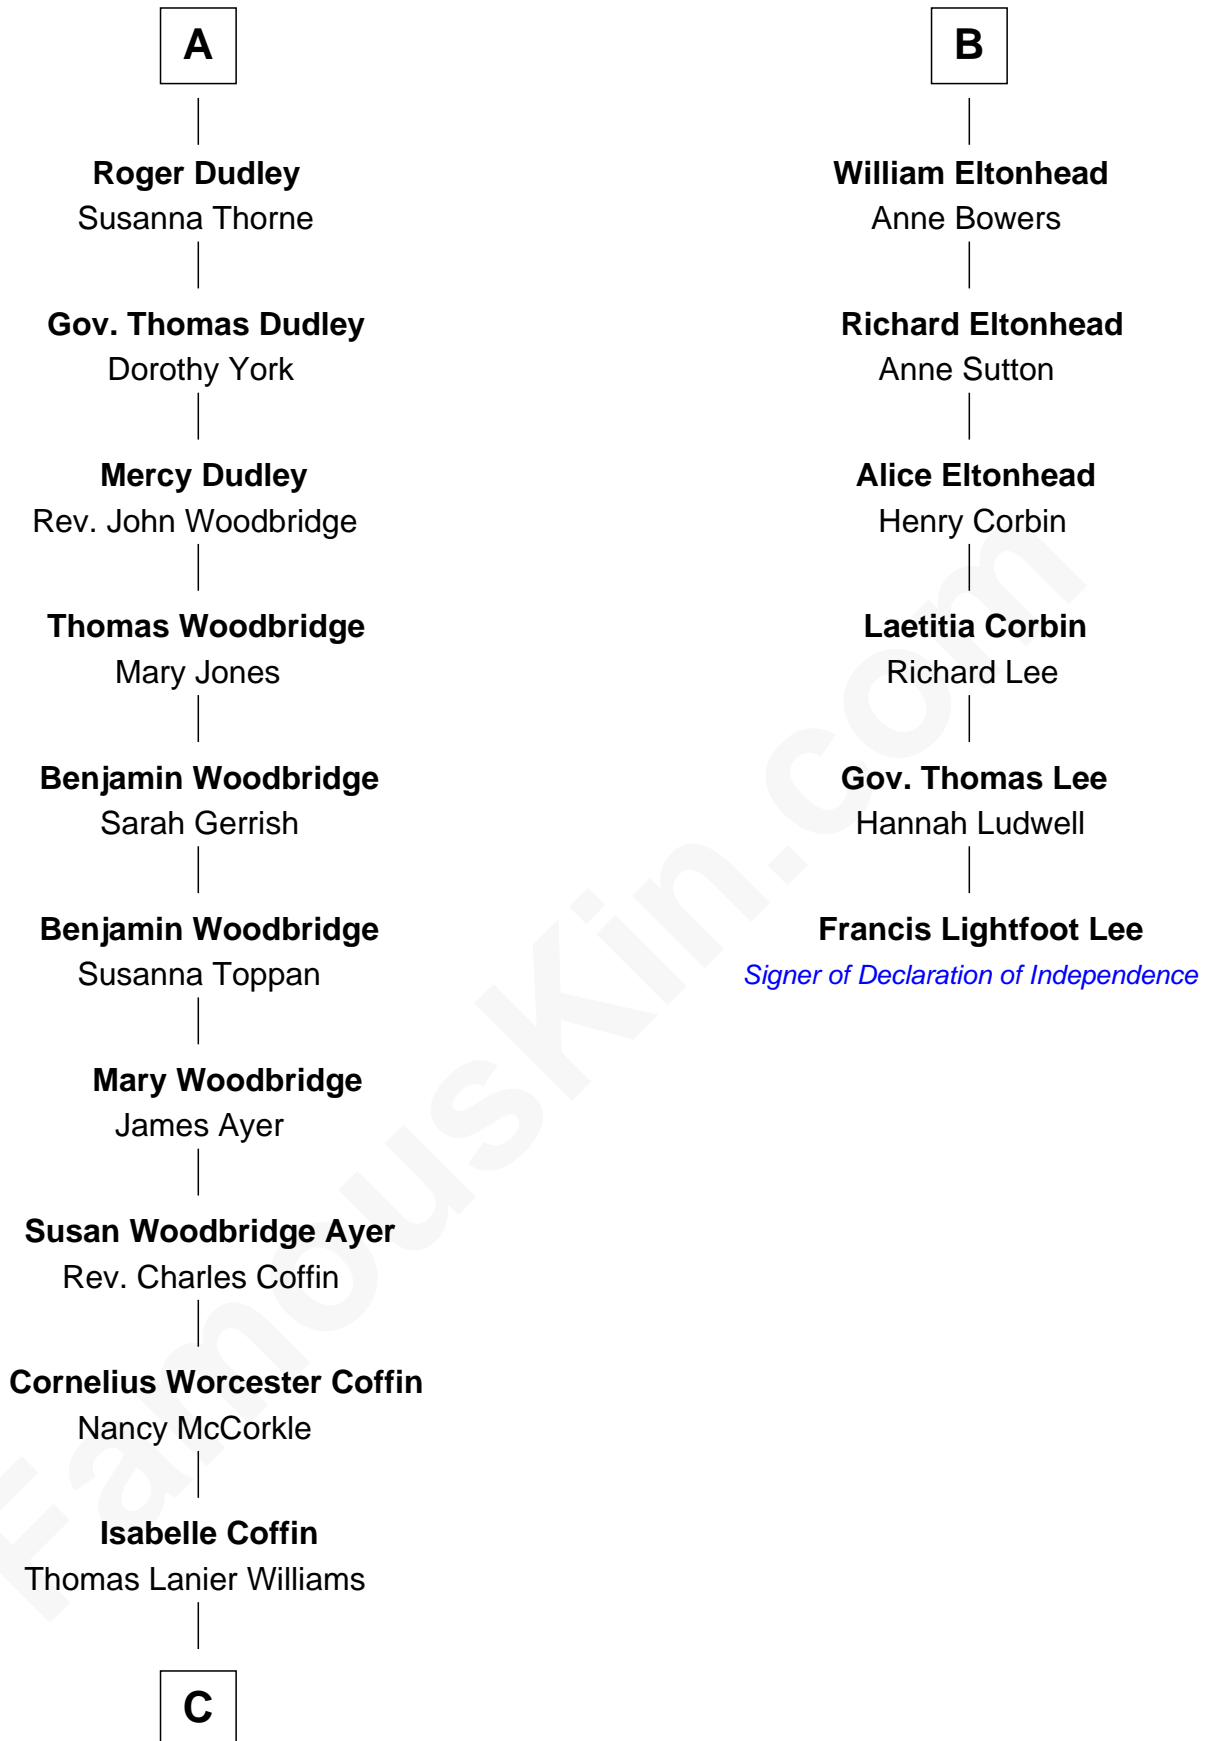 A
Roger Dudley
Susanna Thorne
Gov. Thomas Dudley
Dorothy York
Mercy Dudley
Rev. John Woodbridge
Thomas Woodbridge
Mary Jones
Benjamin Woodbridge
Sarah Gerrish
Benjamin Woodbridge
Susanna Toppan
Mary Woodbridge
James Ayer
Susan Woodbridge Ayer
Rev. Charles Coffin
Cornelius Worcester Coffin
Nancy McCorkle
Isabelle Coffin
Thomas Lanier Williams
C
B
William Eltonhead
Anne Bowers
Richard Eltonhead
Anne Sutton
Alice Eltonhead
Henry Corbin
Laetitia Corbin
Richard Lee
Gov. Thomas Lee
Hannah Ludwell
Francis Lightfoot Lee
Signer of Declaration of Independence
FamousKin.com